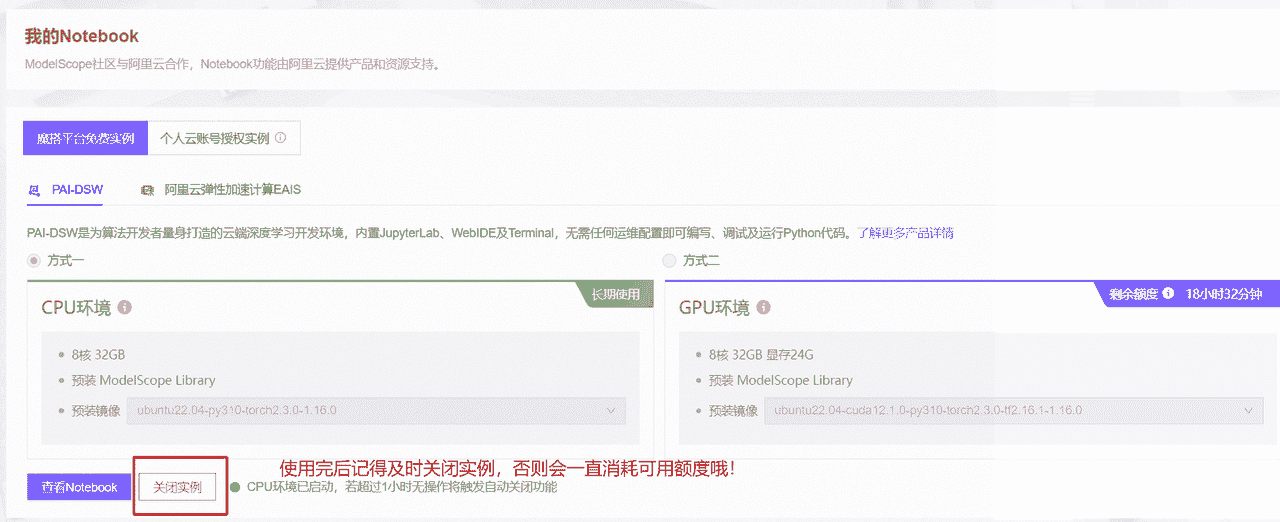 我的Notebook
ModelScope社区与阿里云合作，Notebook功能由阿里云提供产品和资源支持。
魔搭平台免费实例 个人云账号授权实例
PAI-DSW 阿里云弹性加速计算EAIS
PAI-DSW是为算法开发者量身打造的云端深度学习开发环境，内置JupyterLab、WebIDE及Terminal，无需任何运维配置即可编写、调试及运行Python代码。了解更多产品详情
方式一
长期使用
CPU环境
8核 32GB
预装 ModelScope Library
预装镜像 ubuntu22.04-py310-torch2.3.0-1.16.0
方式二
剩余额度 18小时32分钟
GPU环境
8核 32GB 显存24G
预装 ModelScope Library
预装镜像 ubuntu22.04-cuda12.1.0-py310-torch2.3.0-tf2.16.1-1.16.0
使用完后记得及时关闭实例，否则会一直消耗可用额度哦！
查看Notebook 关闭实例 CPU环境已启动，若超过1小时无操作将触发自动关闭功能